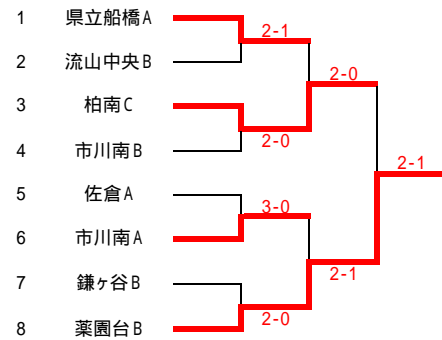 1 県立船橋A
2-1
2 流山中央B
2-0
3 柏南C
2-0
4 市川南B
2-1
5 佐倉A
3-0
6 市川南A
2-1
7 鎌ヶ谷B
2-0
8 薬園台B